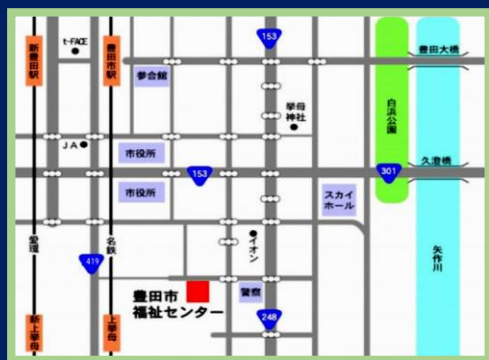 t-FACE
153
新豊田駅
豊田市駅
豊田大橋
参合館
挙母
神社
白浜公園
JA
市役所
久澄橋
153
301
市役所
スカイ
ホール
愛環
名鉄
イオン
矢作川
419
豊田市
福祉センター
警察
248
新上挙母
上挙母